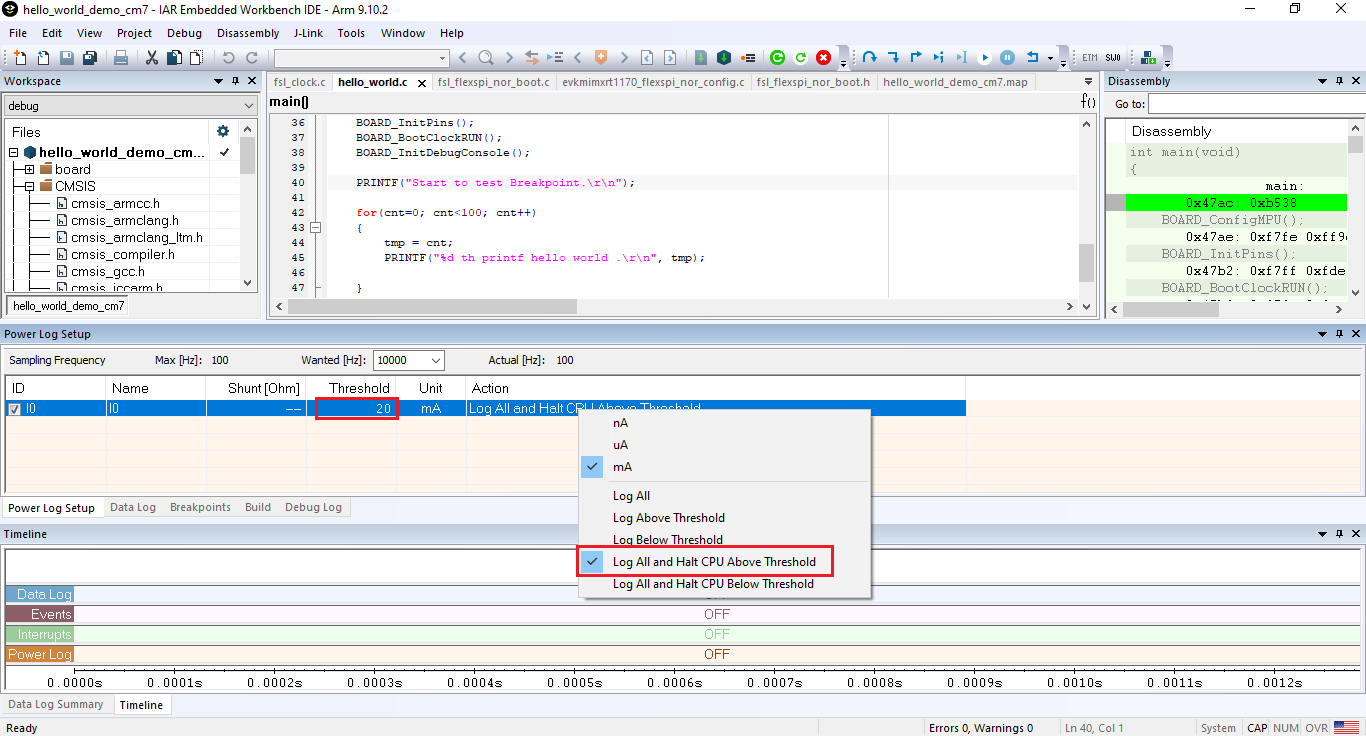 hello_world_demo_cm7 - IAR Embedded Workbench IDE - Arm 9.10.2
File Edit View Project Debug Disassembly J-Link Tools Window Help
ETM SWO
Workspace
debug
Files
hello_world_demo_cm...
board
CMSIS
cmsis_armcc.h
cmsis_armclang.h
cmsis_armclang_ltm.h
cmsis_compiler.h
cmsis_gcc.h
cmsis_iccarm.h
hello_world_demo_cm7
fsl_clock.c hello_world.c fsl_flexspi_nor_boot.c evkmimxrt1170_flexspi_nor_config.c fsl_flexspi_nor_boot.h hello_world_demo_cm7.map
main() f()
36 BOARD_InitPins();
37 BOARD_BootClockRUN();
38 BOARD_InitDebugConsole();
39
40 PRINTF("Start to test Breakpoint.\r\n");
41
42 for(cnt=0; cnt<100; cnt++)
43 {
44 tmp = cnt;
45 PRINTF("%d th printf hello world .\r\n", tmp);
46
47 }
Disassembly
Go to:
Disassembly
int main(void)
{
main:
0x47ac: 0xb538
BOARD_ConfigMPU();
0x47ae: 0xf7fe 0xff9
BOARD_InitPins();
0x47b2: 0xf7ff 0xfde
BOARD_BootClockRUN();
Power Log Setup
Sampling Frequency Max [Hz]: 100 Wanted [Hz]: 10000 Actual [Hz]: 100
ID Name Shunt [Ohm] Threshold Unit Action
I0 I0 --- 20 mA Log All and Halt CPU Above Threshold
nA
uA
mA
Log All
Log Above Threshold
Log Below Threshold
Log All and Halt CPU Above Threshold
Log All and Halt CPU Below Threshold
Power Log Setup Data Log Breakpoints Build Debug Log
Timeline
Data Log
Events OFF
Interrupts OFF
Power Log OFF
0.0000s 0.0001s 0.0002s 0.0003s 0.0004s 0.0005s 0.0006s 0.0007s 0.0008s 0.0009s 0.0010s 0.0011s 0.0012s
Data Log Summary Timeline
Ready Errors 0, Warnings 0 Ln 40, Col 1 System CAP NUM OVR